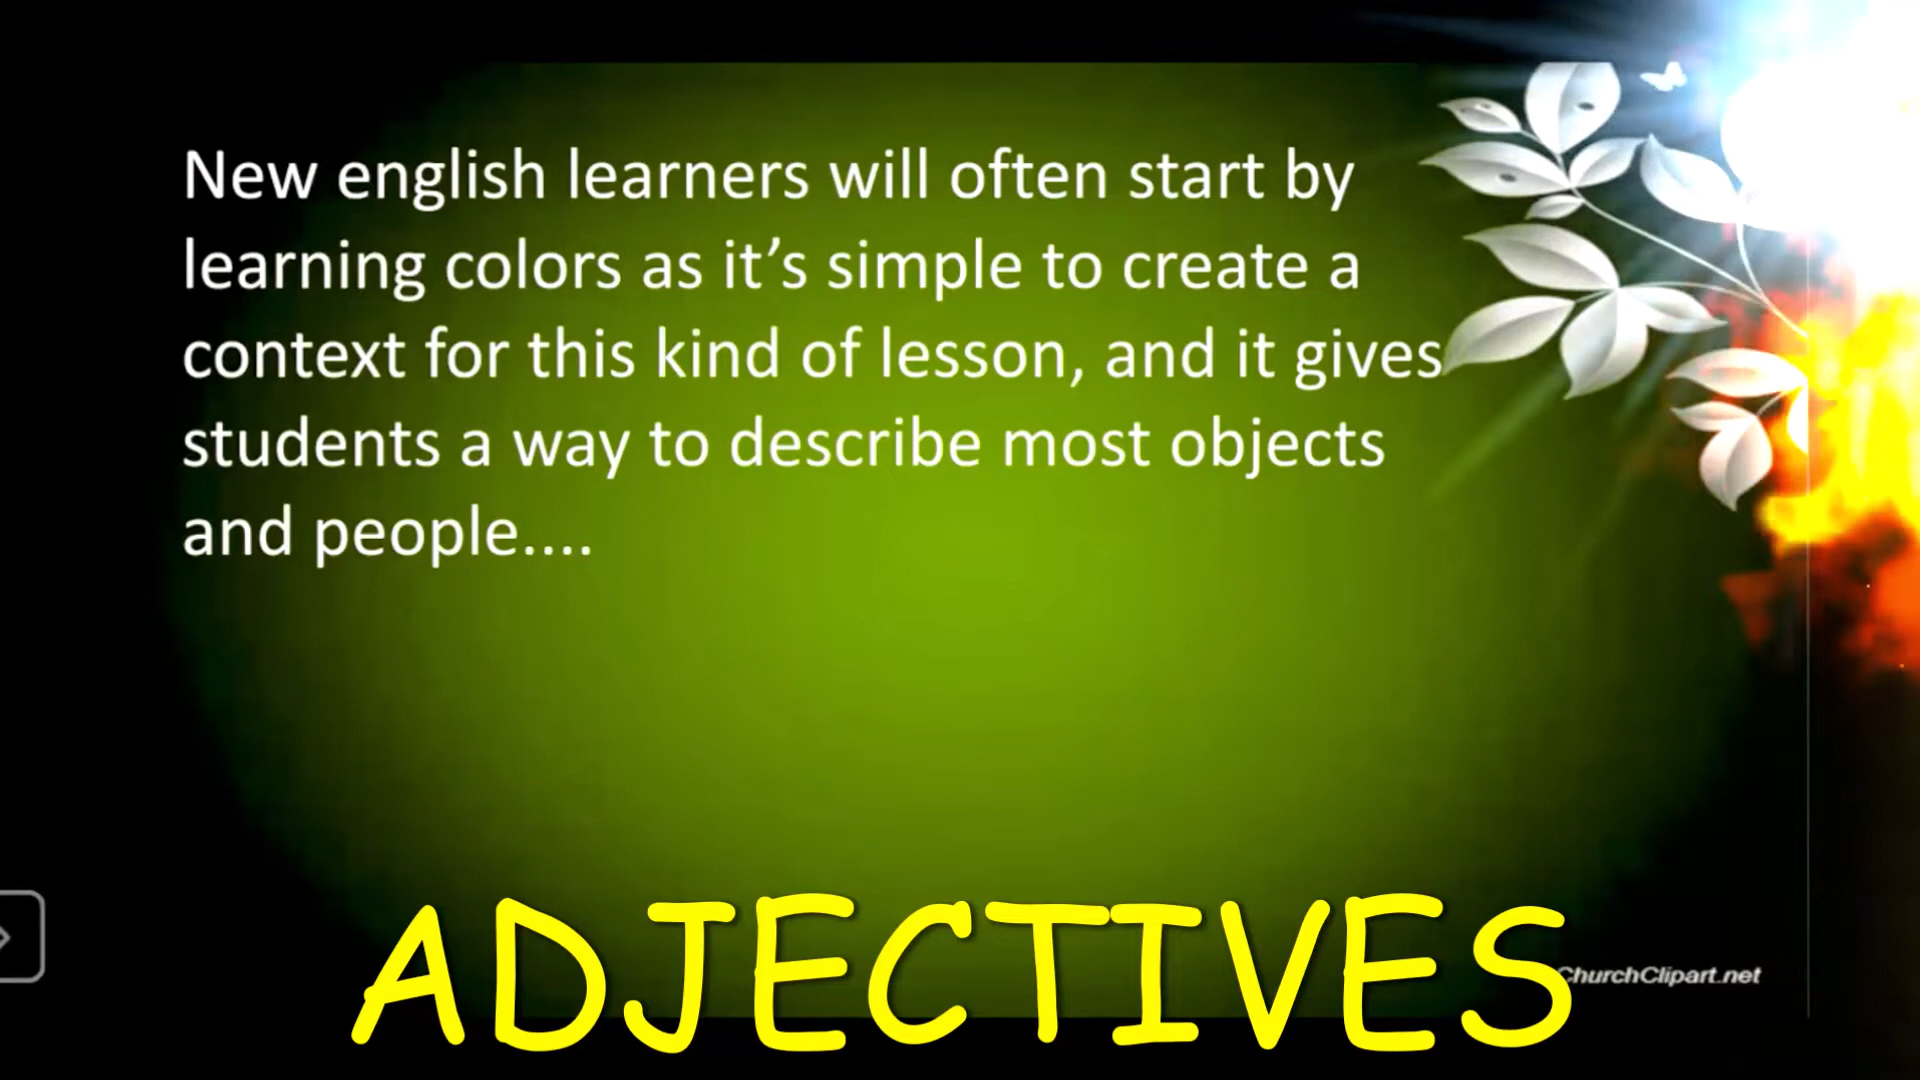 New english learners will often start by
learning colors as it’s simple to create a
context for this kind of lesson, and it gives
students a way to describe most objects
and people....
ADJECTIVES
ChurchClipart.net